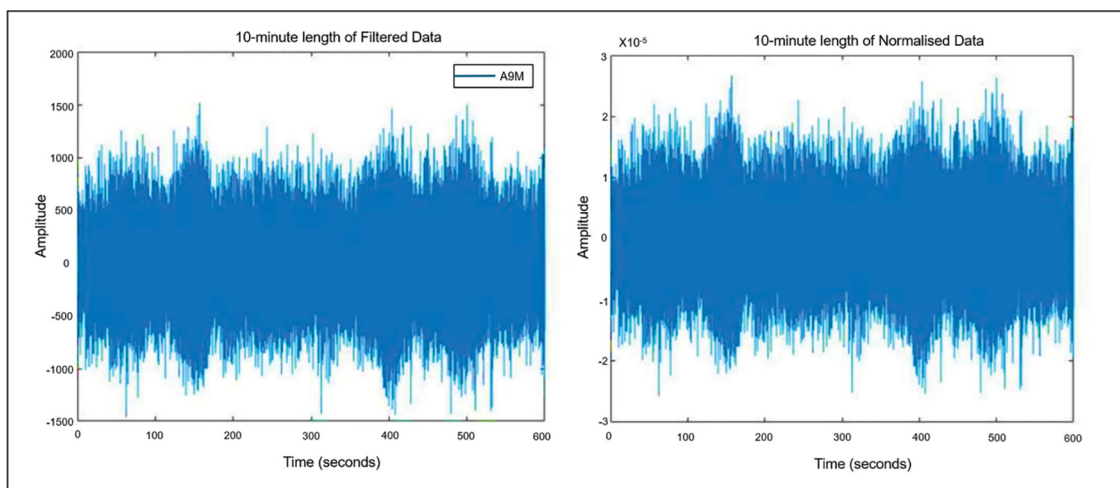 10-minute length of Filtered Data
2000
1500
1000
500
0
-500
-1000
-1500
Amplitude
A9M
0 100 200 300 400 500 600
Time (seconds)
10-minute length of Normalised Data
X10-5
3
2
1
0
-1
-2
-3
Amplitude
0 100 200 300 400 500 600
Time (seconds)